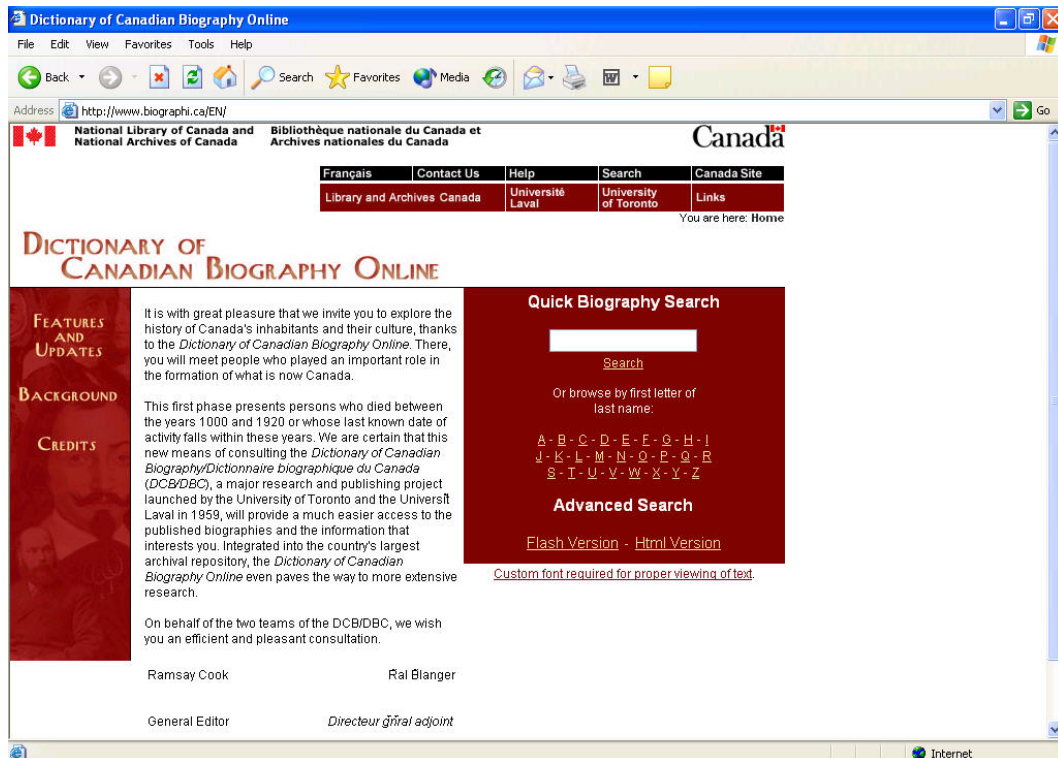 Dictionary of Canadian Biography Online
File Edit View Favorites Tools Help
Back Search Favorites Media
Address http://www.biographi.ca/EN/ Go
National Library of Canada and Bibliothèque nationale du Canada et
National Archives of Canada Archives nationales du Canada
Canada
Français Contact Us Help Search Canada Site
Library and Archives Canada Université Laval University of Toronto Links
You are here: Home
DICTIONARY OF
CANADIAN BIOGRAPHY ONLINE
FEATURES
AND
UPDATES
BACKGROUND
CREDITS
It is with great pleasure that we invite you to explore the
history of Canada's inhabitants and their culture, thanks
to the Dictionary of Canadian Biography Online. There,
you will meet people who played an important role in
the formation of what is now Canada.
This first phase presents persons who died between
the years 1000 and 1920 or whose last known date of
activity falls within these years. We are certain that this
new means of consulting the Dictionary of Canadian
Biography/Dictionnaire biographique du Canada
(DCB/DBC), a major research and publishing project
launched by the University of Toronto and the
Laval in 1959, will provide a much easier access to the
published biographies and the information that
interests you. Integrated into the country's largest
archival repository, the Dictionary of Canadian
Biography Online even paves the way to more extensive
research.
On behalf of the two teams of the DCB/DBC, we wish
you an efficient and pleasant consultation.
Ramsay Cook
General Editor Directeur adjoint
Quick Biography Search
Search
Or browse by first letter of
last name:
A - B - C - D - E - F - G - H - I
J - K - L - M - N - O - P - Q - R
S - T - U - V - W - X - Y - Z
Advanced Search
Flash Version - Html Version
Custom font required for proper viewing of text.
Internet